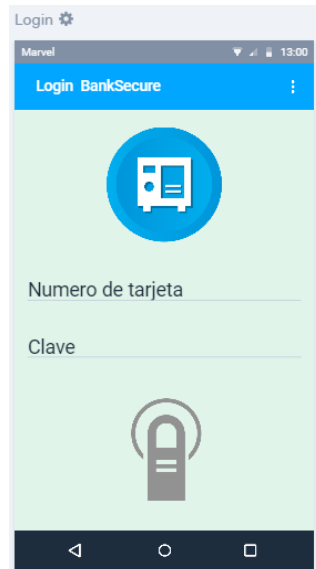 Login
Marvel 13:00
Login BankSecure
Numero de tarjeta
Clave